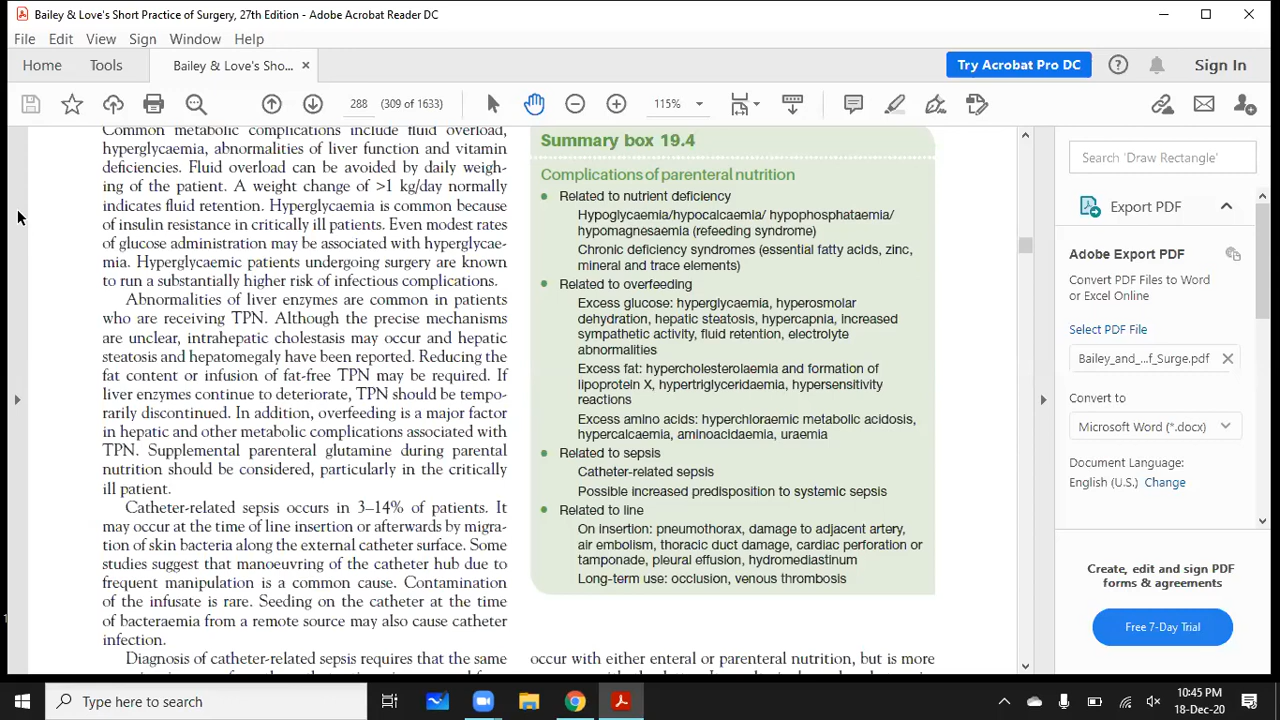 Bailey & Love's Short Practice of Surgery, 27th Edition - Adobe Acrobat Reader DC
File Edit View Sign Window Help
Home Tools Bailey & Love's Sho... × Try Acrobat Pro DC Sign In
288 (309 of 1633) 115%
Common metabolic complications include fluid overload,
hyperglycaemia, abnormalities of liver function and vitamin
deficiencies. Fluid overload can be avoided by daily weigh-
ing of the patient. A weight change of >1 kg/day normally
indicates fluid retention. Hyperglycaemia is common because
of insulin resistance in critically ill patients. Even modest rates
of glucose administration may be associated with hyperglycae-
mia. Hyperglycaemic patients undergoing surgery are known
to run a substantially higher risk of infectious complications.
Abnormalities of liver enzymes are common in patients
who are receiving TPN. Although the precise mechanisms
are unclear, intrahepatic cholestasis may occur and hepatic
steatosis and hepatomegaly have been reported. Reducing the
fat content or infusion of fat-free TPN may be required. If
liver enzymes continue to deteriorate, TPN should be tempo-
rarily discontinued. In addition, overfeeding is a major factor
in hepatic and other metabolic complications associated with
TPN. Supplemental parenteral glutamine during parental
nutrition should be considered, particularly in the critically
ill patient.
Catheter-related sepsis occurs in 3–14% of patients. It
may occur at the time of line insertion or afterwards by migra-
tion of skin bacteria along the external catheter surface. Some
studies suggest that manoeuvring of the catheter hub due to
frequent manipulation is a common cause. Contamination
of the infusate is rare. Seeding on the catheter at the time
of bacteraemia from a remote source may also cause catheter
infection.
Diagnosis of catheter-related sepsis requires that the same
Summary box 19.4
Complications of parenteral nutrition
• Related to nutrient deficiency
Hypoglycaemia/hypocalcaemia/ hypophosphataemia/
hypomagnesaemia (refeeding syndrome)
Chronic deficiency syndromes (essential fatty acids, zinc,
mineral and trace elements)
• Related to overfeeding
Excess glucose: hyperglycaemia, hyperosmolar
dehydration, hepatic steatosis, hypercapnia, increased
sympathetic activity, fluid retention, electrolyte
abnormalities
Excess fat: hypercholesterolaemia and formation of
lipoprotein X, hypertriglyceridaemia, hypersensitivity
reactions
Excess amino acids: hyperchloraemic metabolic acidosis,
hypercalcaemia, aminoacidaemia, uraemia
• Related to sepsis
Catheter-related sepsis
Possible increased predisposition to systemic sepsis
• Related to line
On insertion: pneumothorax, damage to adjacent artery,
air embolism, thoracic duct damage, cardiac perforation or
tamponade, pleural effusion, hydromediastinum
Long-term use: occlusion, venous thrombosis
occur with either enteral or parenteral nutrition, but is more
Search 'Draw Rectangle'
Export PDF
Adobe Export PDF
Convert PDF Files to Word
or Excel Online
Select PDF File
Bailey_and_...f_Surge.pdf ×
Convert to
Microsoft Word (*.docx)
Document Language:
English (U.S.) Change
Create, edit and sign PDF
forms & agreements
Free 7-Day Trial
Type here to search
10:45 PM
18-Dec-20